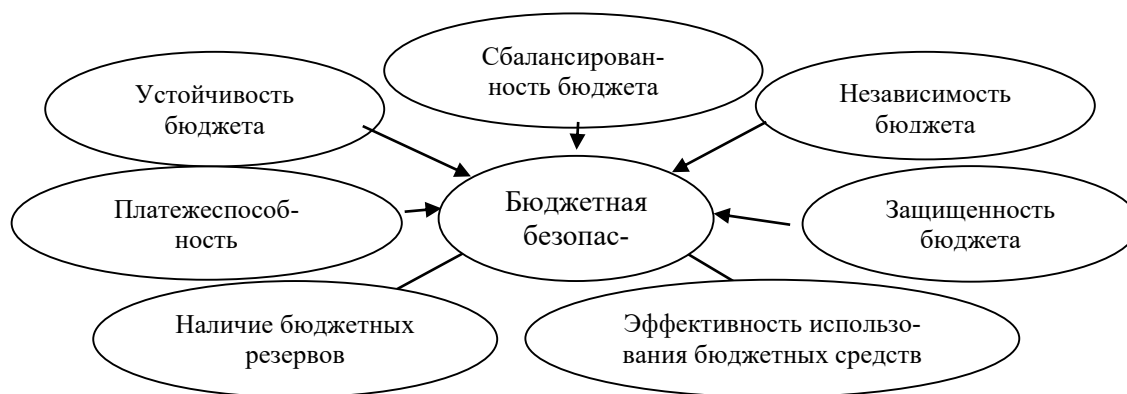 Сбалансирован-
ность бюджета
Устойчивость
бюджета
Независимость
бюджета
Платежеспособ-
ность
Бюджетная
безопас-
Защищенность
бюджета
Наличие бюджетных
резервов
Эффективность использо-
вания бюджетных средств